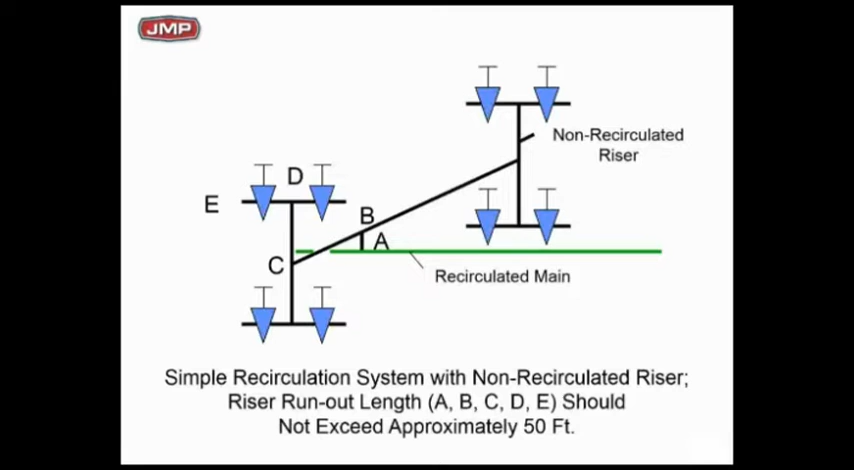 JMP
Non-Recirculated
Riser
D
E
B
A
C
Recirculated Main
Simple Recirculation System with Non-Recirculated Riser;
Riser Run-out Length (A, B, C, D, E) Should
Not Exceed Approximately 50 Ft.